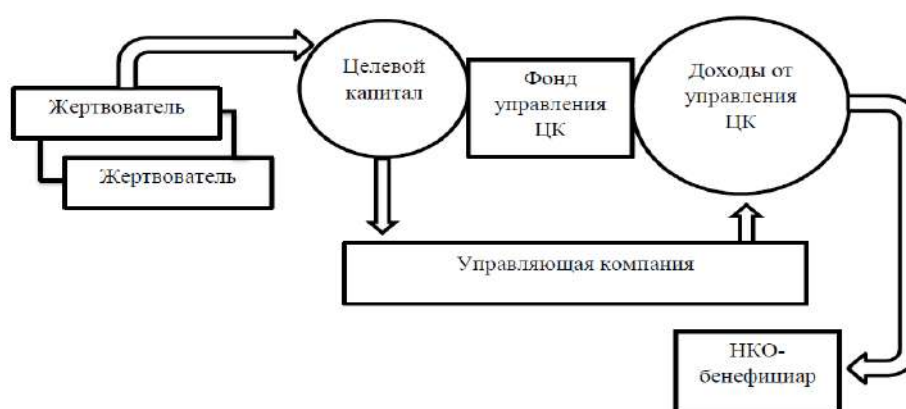 Жертвователь
Жертвователь
Целевой
капитал
Фонд
управления
ЦК
Доходы от
управления
ЦК
Управляющая компания
НКО-
бенефициар